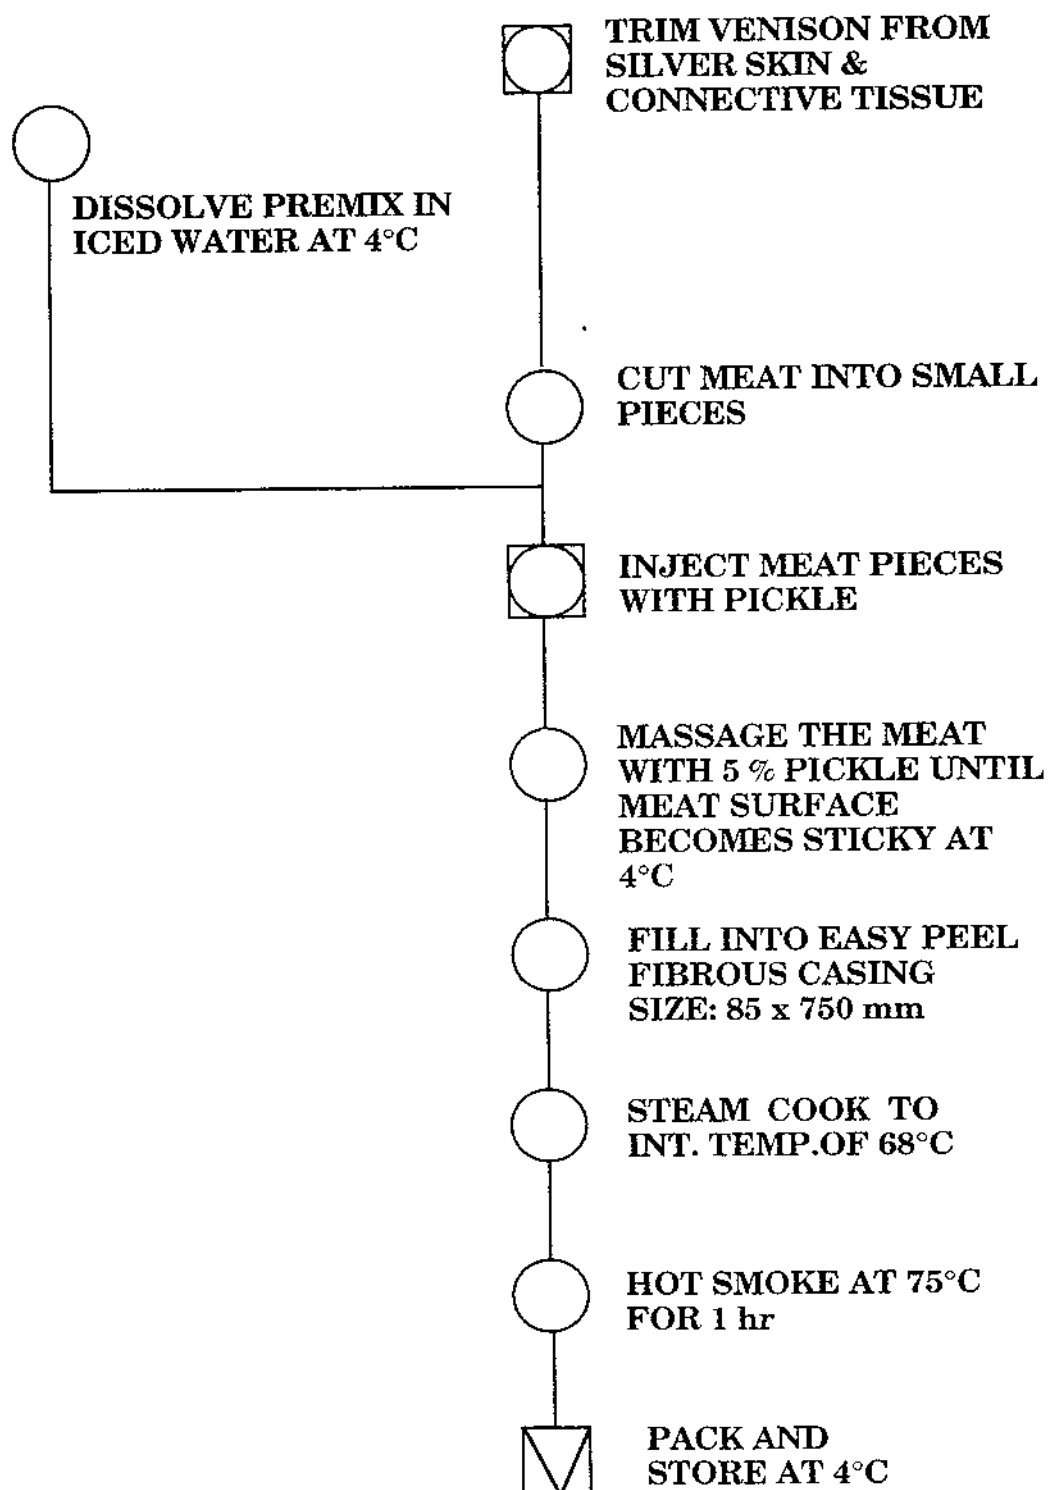 TRIM VENISON FROM
SILVER SKIN &
CONNECTIVE TISSUE
DISSOLVE PREMIX IN
ICED WATER AT 4°C
CUT MEAT INTO SMALL
PIECES
INJECT MEAT PIECES
WITH PICKLE
MASSAGE THE MEAT
WITH 5 % PICKLE UNTIL
MEAT SURFACE
BECOMES STICKY AT
4°C
FILL INTO EASY PEEL
FIBROUS CASING
SIZE: 85 x 750 mm
STEAM COOK TO
INT. TEMP.OF 68°C
HOT SMOKE AT 75°C
FOR 1 hr
PACK AND
STORE AT 4°C